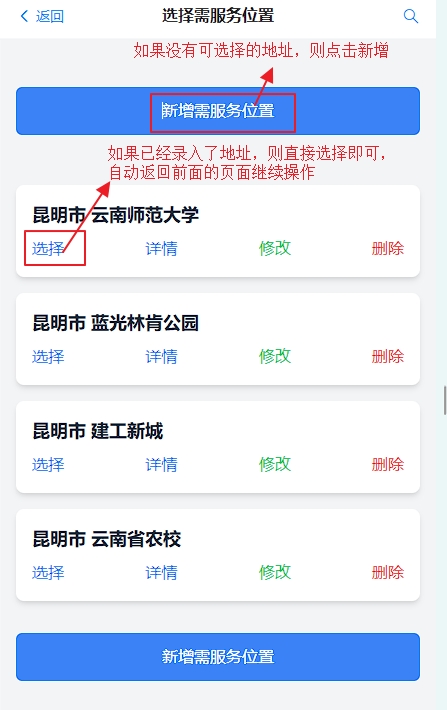 返回
选择需服务位置
如果没有可选择的地址，则点击新增
新增需服务位置
如果已经录入了地址，则直接选择即可，
自动返回前面的页面继续操作
昆明市 云南师范大学
选择 详情 修改 删除
昆明市 蓝光林肯公园
选择 详情 修改 删除
昆明市 建工新城
选择 详情 修改 删除
昆明市 云南省农校
选择 详情 修改 删除
新增需服务位置